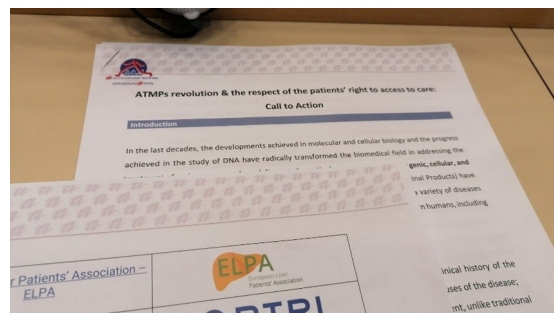 ATMPs revolution & the respect of the patients' right to access to care:
Call to Action
Introduction
In the last decades, the developments achieved in molecular and cellular biology and the progress
achieved in the study of DNA have radically transformed the biomedical field in addressing the
genic, cellular, and
inal Products) have
variety of diseases
n humans, including
inical history of the
uses of the disease;
nt, unlike traditional
r Patients' Association –
ELPA
ELPA
European Liver
Patients' Association